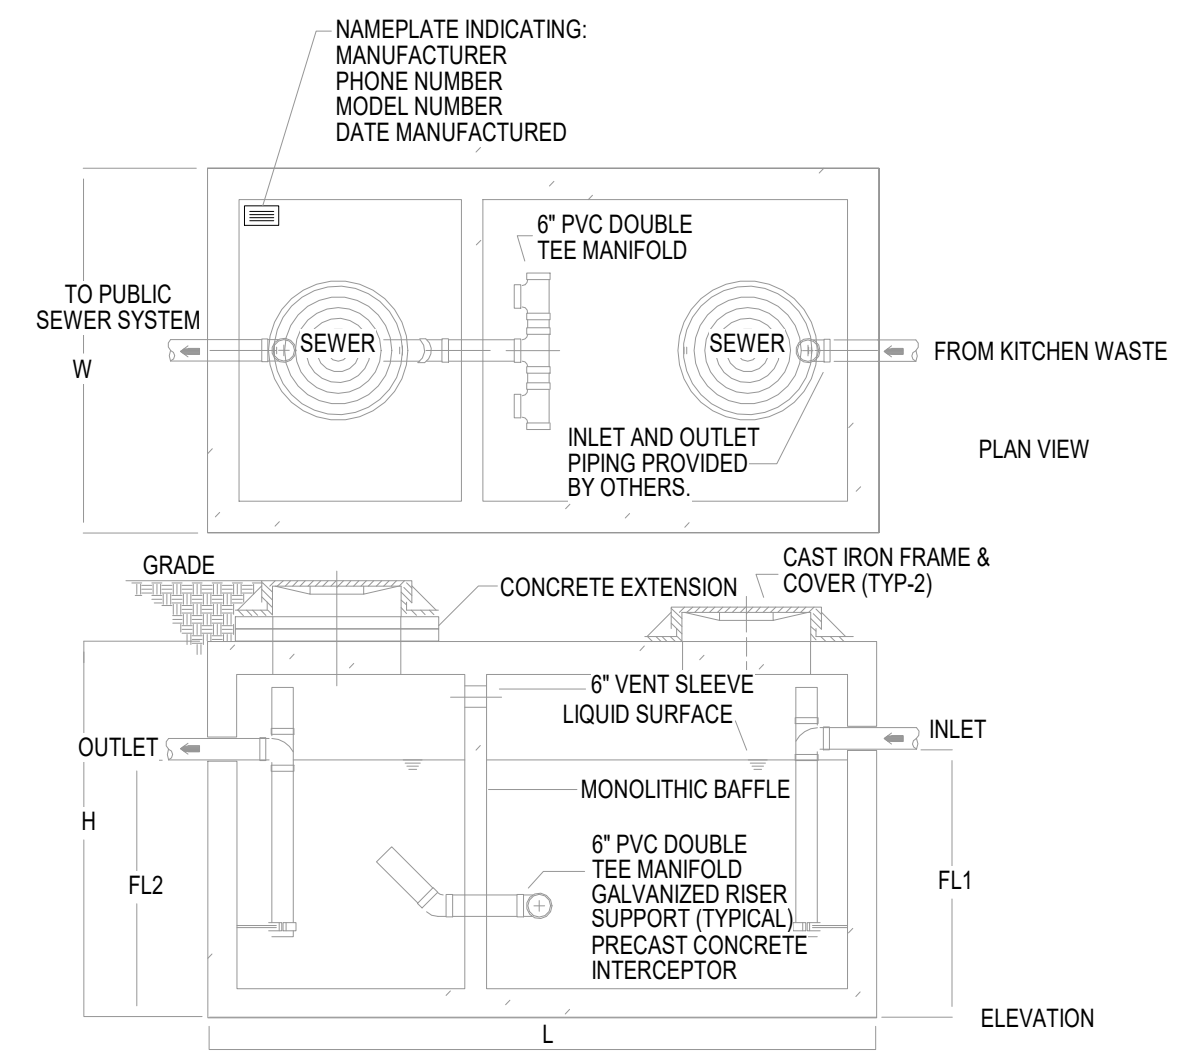 NAMEPLATE INDICATING:
MANUFACTURER
PHONE NUMBER
MODEL NUMBER
DATE MANUFACTURED
6" PVC DOUBLE
TEE MANIFOLD
TO PUBLIC
SEWER SYSTEM
W
SEWER
SEWER
FROM KITCHEN WASTE
INLET AND OUTLET
PIPING PROVIDED
BY OTHERS.
PLAN VIEW
GRADE
CONCRETE EXTENSION
CAST IRON FRAME &
COVER (TYP-2)
6" VENT SLEEVE
LIQUID SURFACE
OUTLET
INLET
MONOLITHIC BAFFLE
H
6" PVC DOUBLE
TEE MANIFOLD
GALVANIZED RISER
SUPPORT (TYPICAL)
PRECAST CONCRETE
INTERCEPTOR
FL2
FL1
ELEVATION
L